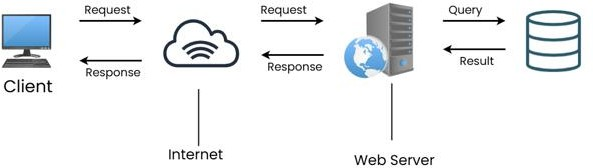 Request
Request
Query
Response
Response
Result
Client
Internet
Web Server